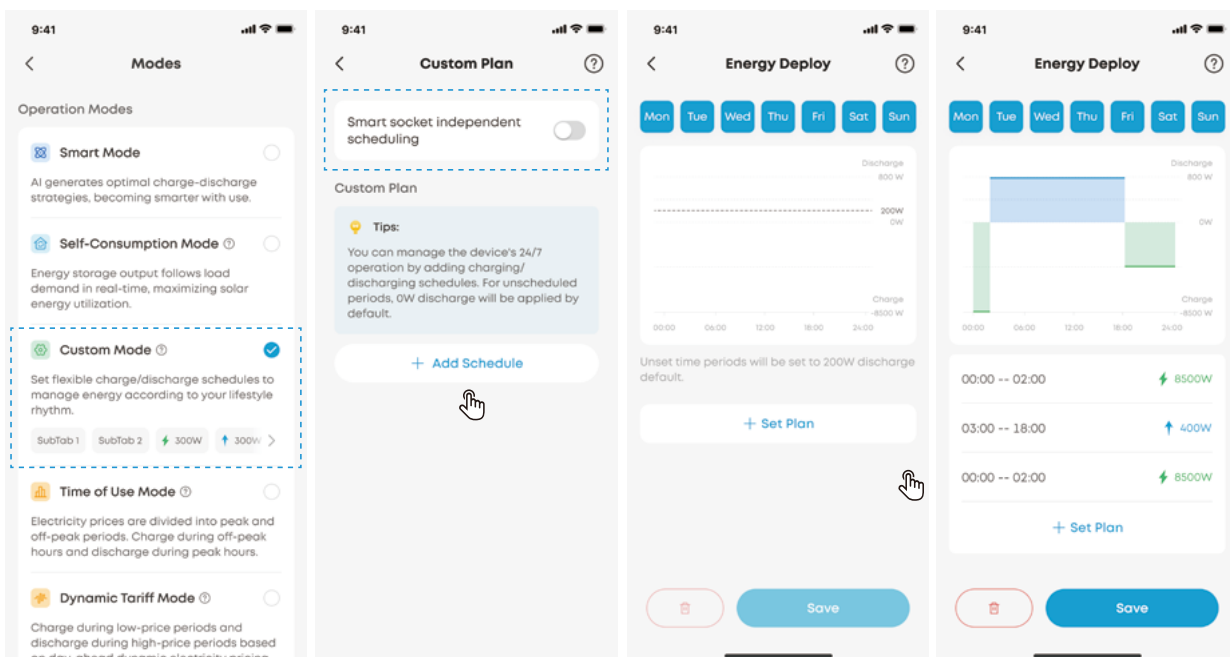 9:41
Modes
Operation Modes
Smart Mode
AI generates optimal charge-discharge
strategies, becoming smarter with use.
Self-Consumption Mode
Energy storage output follows load
demand in real-time, maximizing solar
energy utilization.
Custom Mode
Set flexible charge/discharge schedules to
manage energy according to your lifestyle
rhythm.
SubTab 1 SubTab 2 300W 300W
Time of Use Mode
Electricity prices are divided into peak and
off-peak periods. Charge during off-peak
hours and discharge during peak hours.
Dynamic Tariff Mode
Charge during low-price periods and
discharge during high-price periods based
on day-ahead dynamic electricity pricing
9:41
Custom Plan
Smart socket independent
scheduling
Custom Plan
Tips:
You can manage the device's 24/7
operation by adding charging/
discharging schedules. For unscheduled
periods, 0W discharge will be applied by
default.
+ Add Schedule
9:41
Energy Deploy
Mon Tue Wed Thu Fri Sat Sun
Discharge
800 W
200W
0W
Charge
-8500 W
00:00 06:00 12:00 18:00 24:00
Unset time periods will be set to 200W discharge
default.
+ Set Plan
Save
9:41
Energy Deploy
Mon Tue Wed Thu Fri Sat Sun
Discharge
800 W
0W
Charge
-8500 W
00:00 06:00 12:00 18:00 24:00
00:00 -- 02:00 8500W
03:00 -- 18:00 400W
00:00 -- 02:00 8500W
+ Set Plan
Save